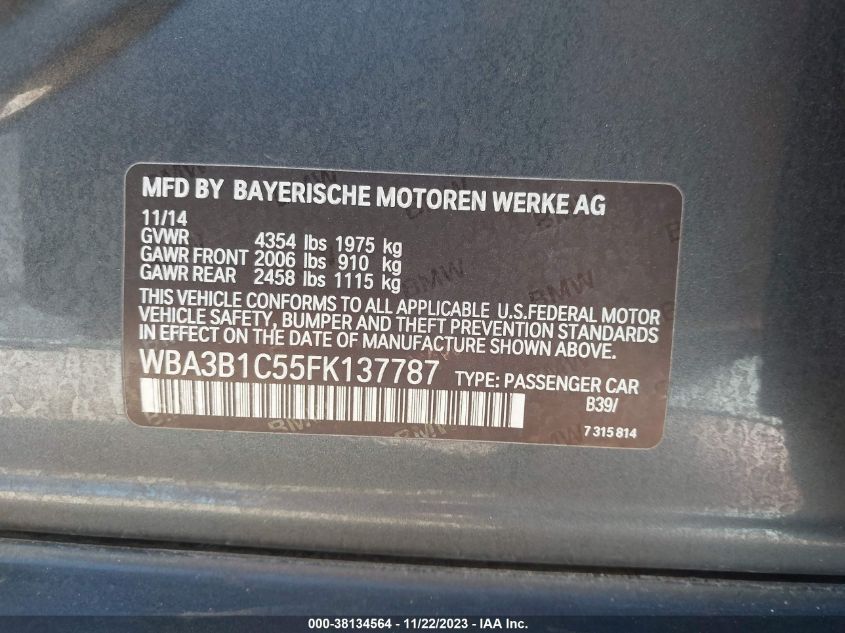 MFD BY BAYERISCHE MOTOREN WERKE AG
11/14
GVWR 4354 lbs 1975 kg
GAWR FRONT 2006 lbs 910 kg
GAWR REAR 2458 lbs 1115 kg
THIS VEHICLE CONFORMS TO ALL APPLICABLE U.S.FEDERAL MOTOR
VEHICLE SAFETY, BUMPER AND THEFT PREVENTION STANDARDS
IN EFFECT ON THE DATE OF MANUFACTURE SHOWN ABOVE.
WBA3B1C55FK137787 TYPE: PASSENGER CAR
B39/
7 315 814
BMW
BMW
BMW
000-38134564 - 11/22/2023 - IAA Inc.